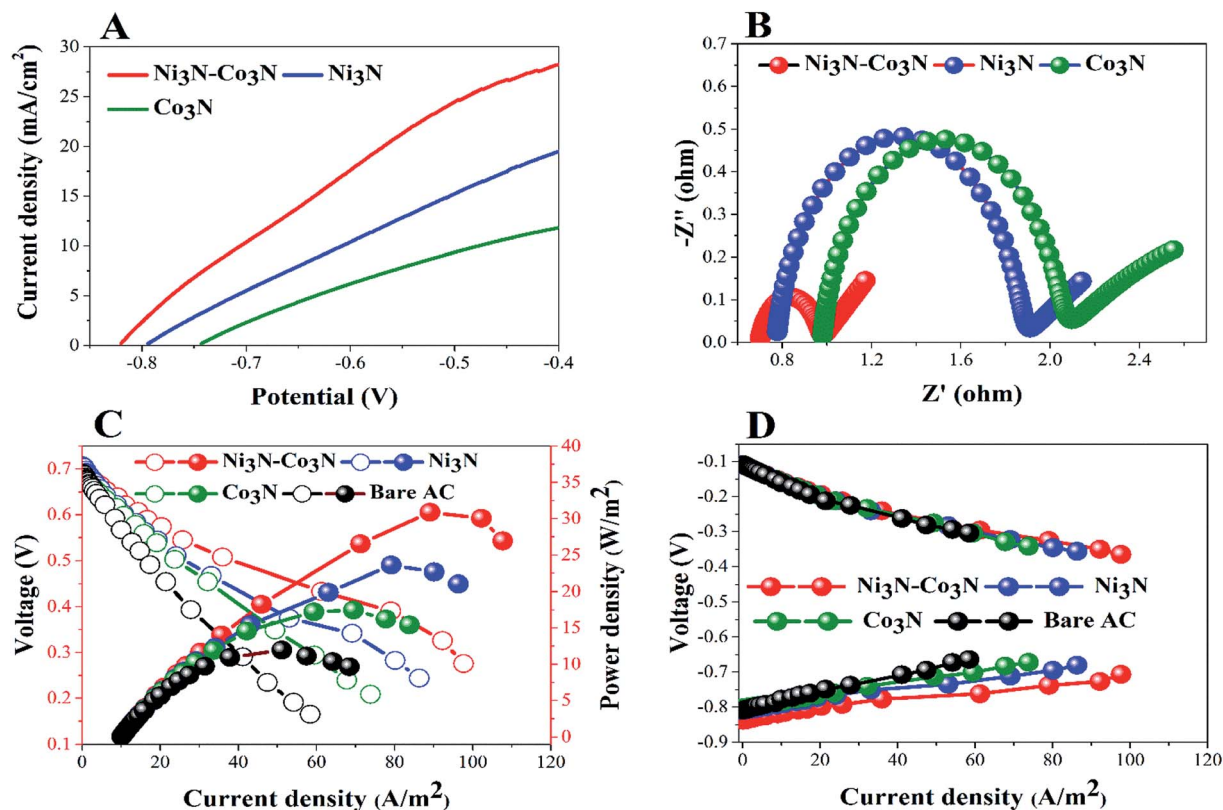 A
Ni₃N-Co₃N Ni₃N
Co₃N
Current density (mA/cm²)
30
25
20
15
10
5
0
-0.8 -0.7 -0.6 -0.5 -0.4
Potential (V)
B
Ni₃N-Co₃N Ni₃N Co₃N
-Z'' (ohm)
0.7
0.6
0.5
0.4
0.3
0.2
0.1
0.0
0.8 1.2 1.6 2.0 2.4
Z' (ohm)
C
Ni₃N-Co₃N Ni₃N
Co₃N Bare AC
Voltage (V)
0.7
0.6
0.5
0.4
0.3
0.2
0.1
0 20 40 60 80 100 120
Current density (A/m²)
Power density (W/m²)
40
35
30
25
20
15
10
5
0
D
Voltage (V)
-0.1
-0.2
-0.3
-0.4
-0.5
-0.6
-0.7
-0.8
-0.9
Ni₃N-Co₃N Ni₃N
Co₃N Bare AC
0 20 40 60 80 100 120
Current density (A/m²)